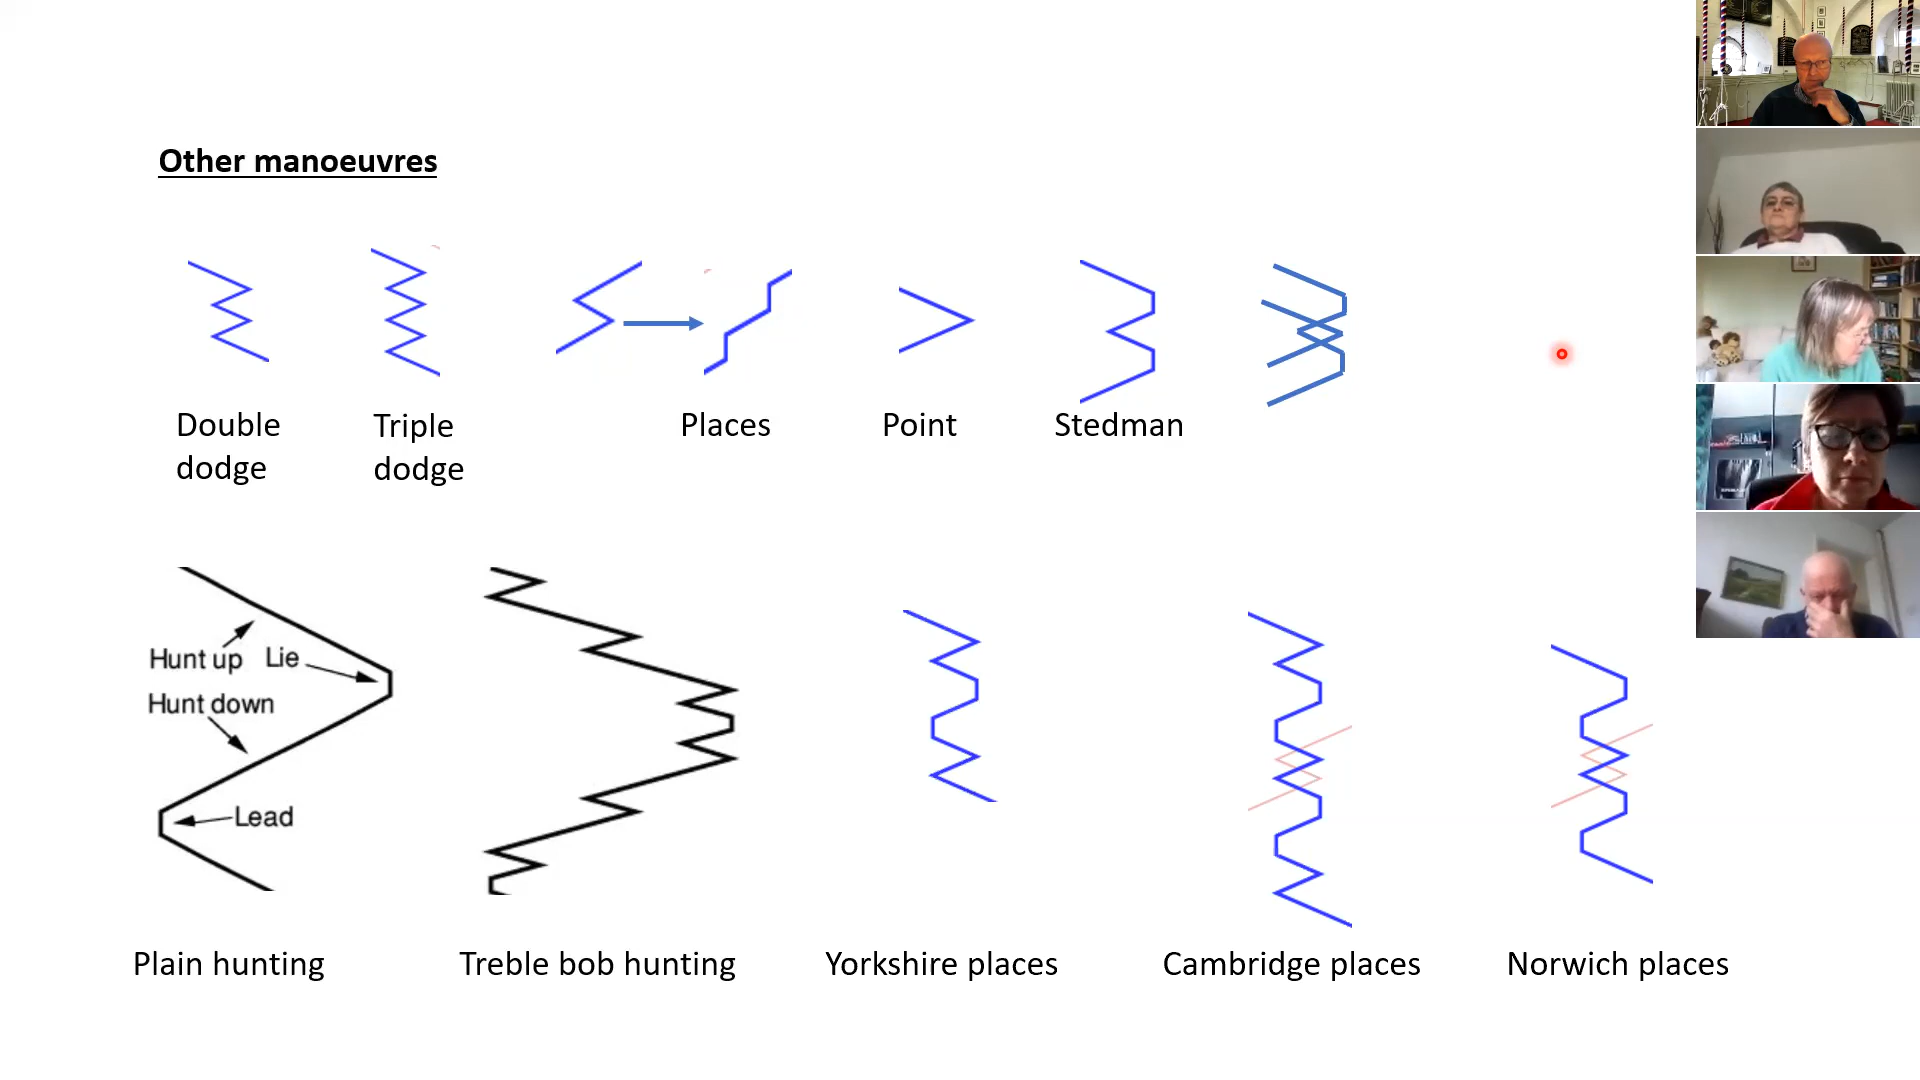 Other manoeuvres
Double
dodge
Triple
dodge
Places
Point
Stedman
Hunt up
Lie
Hunt down
Lead
Plain hunting
Treble bob hunting
Yorkshire places
Cambridge places
Norwich places